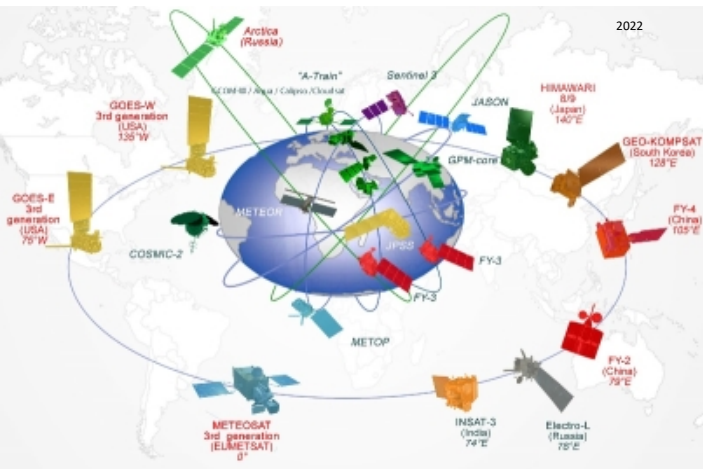 2022
Arctica
(Russia)
"A-Train"
Sentinel 3
/ Aqua / Calipso /Cloudsat
GOES-W
3rd generation
(USA)
135°W
JASON
HIMAWARI
8/9
(Japan)
140°E
GEO-KOMPSAT
(South Korea)
128°E
GPM-core
GOES-E
3rd
generation
(USA)
75°W
METEOR
FY-4
(China)
105°E
COSMIC-2
JPSS
FY-3
FY-3
METOP
FY-2
(China)
79°E
METEOSAT
3rd generation
(EUMETSAT)
0°
INSAT-3
(India)
74°E
Electro-L
(Russia)
76°E